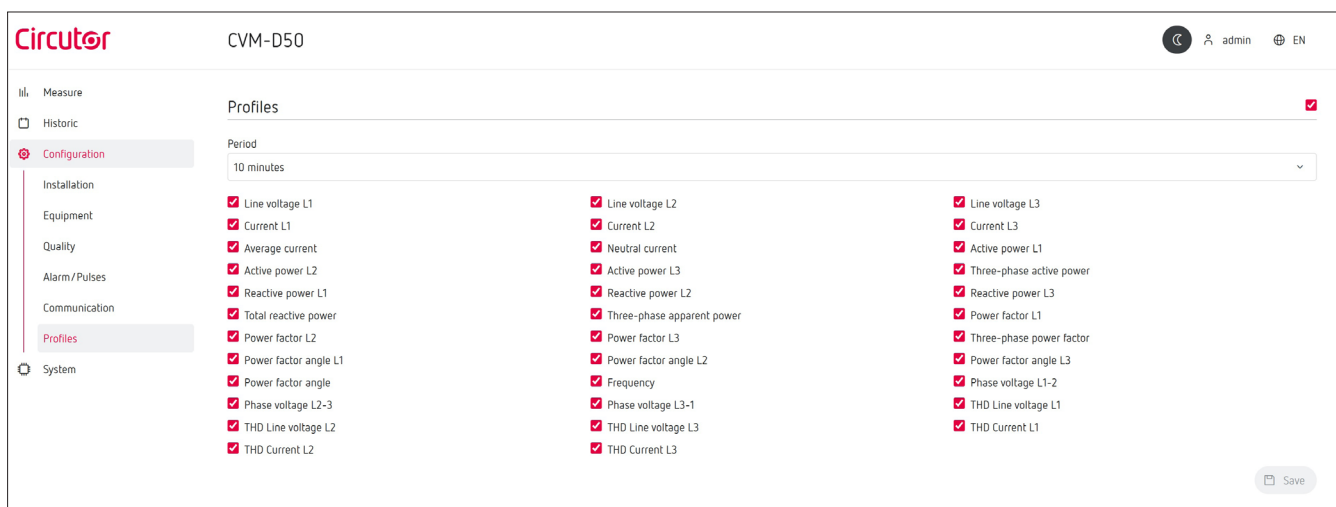 Circutor
CVM-D50
admin
EN
Measure
Historic
Configuration
Installation
Equipment
Quality
Alarm/Pulses
Communication
Profiles
System
Profiles
Period
10 minutes
Line voltage L1 Line voltage L2 Line voltage L3
Current L1 Current L2 Current L3
Average current Neutral current Active power L1
Active power L2 Active power L3 Three-phase active power
Reactive power L1 Reactive power L2 Reactive power L3
Total reactive power Three-phase apparent power Power factor L1
Power factor L2 Power factor L3 Three-phase power factor
Power factor angle L1 Power factor angle L2 Power factor angle L3
Power factor angle Frequency Phase voltage L1-2
Phase voltage L2-3 Phase voltage L3-1 THD Line voltage L1
THD Line voltage L2 THD Line voltage L3 THD Current L1
THD Current L2 THD Current L3
Save